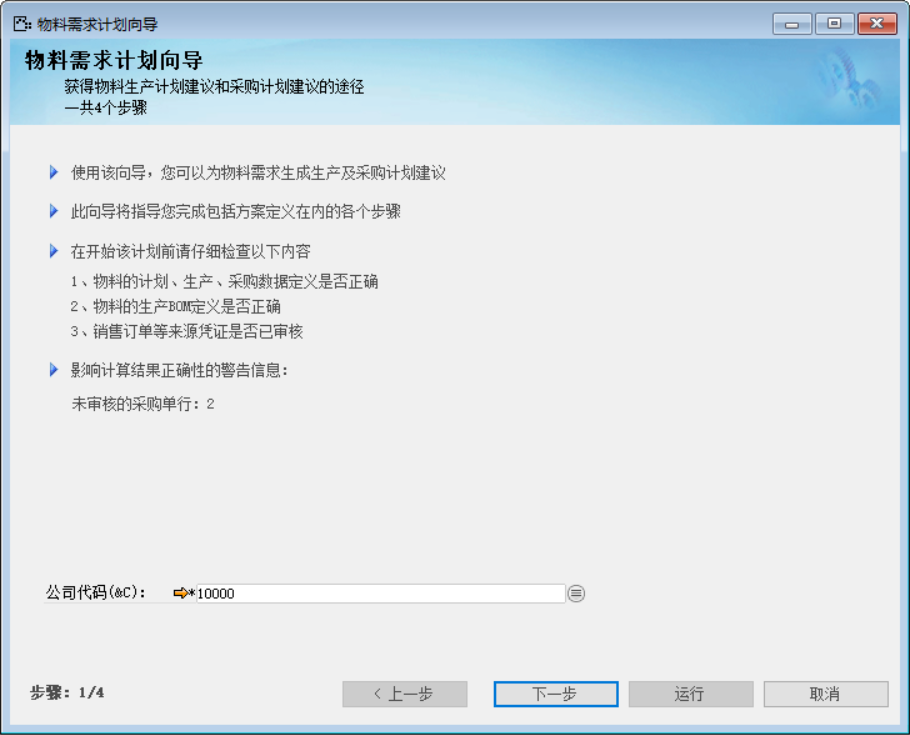 物料需求计划向导
物料需求计划向导
获得物料生产计划建议和采购计划建议的途径
一共4个步骤
使用该向导，您可以为物料需求生成生产及采购计划建议
此向导将指导您完成包括方案定义在内的各个步骤
在开始该计划前请仔细检查以下内容
1、物料的计划、生产、采购数据定义是否正确
2、物料的生产BOM定义是否正确
3、销售订单等来源凭证是否已审核
影响计算结果正确性的警告信息：
未审核的采购单行：2
公司代码(&C)： *10000
步骤：1/4 < 上一步 下一步 运行 取消